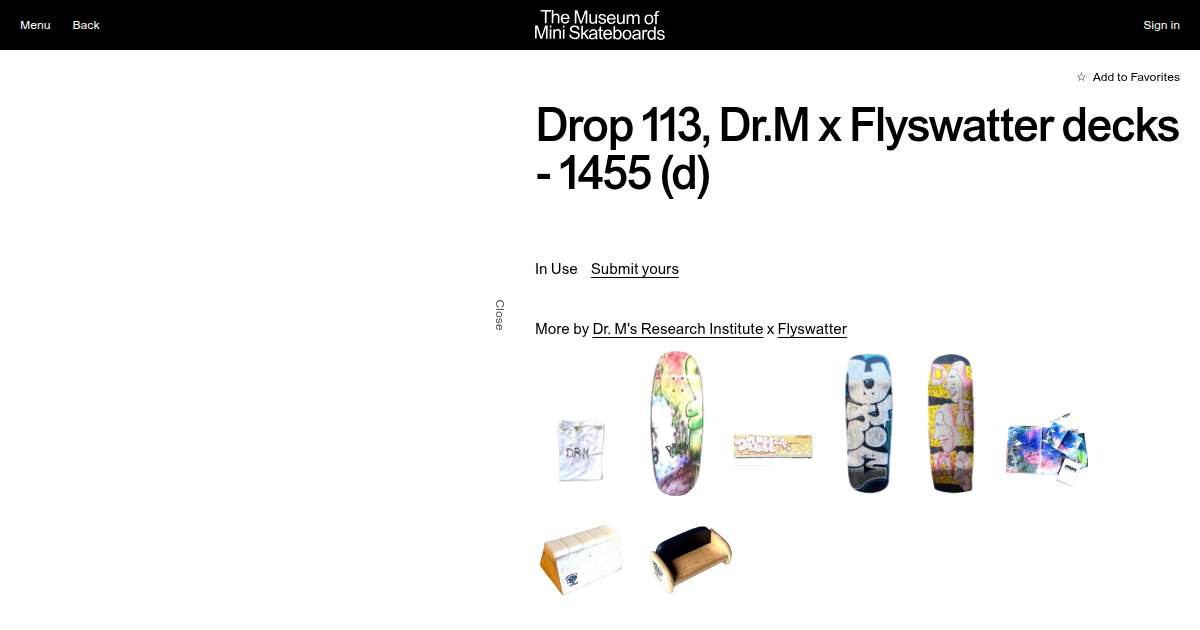 Menu
Back
The Museum of
Mini Skateboards
Sign in
☆ Add to Favorites
Drop 113, Dr.M x Flyswatter decks
- 1455 (d)
In Use Submit yours
Close
More by Dr. M's Research Institute x Flyswatter
DRM